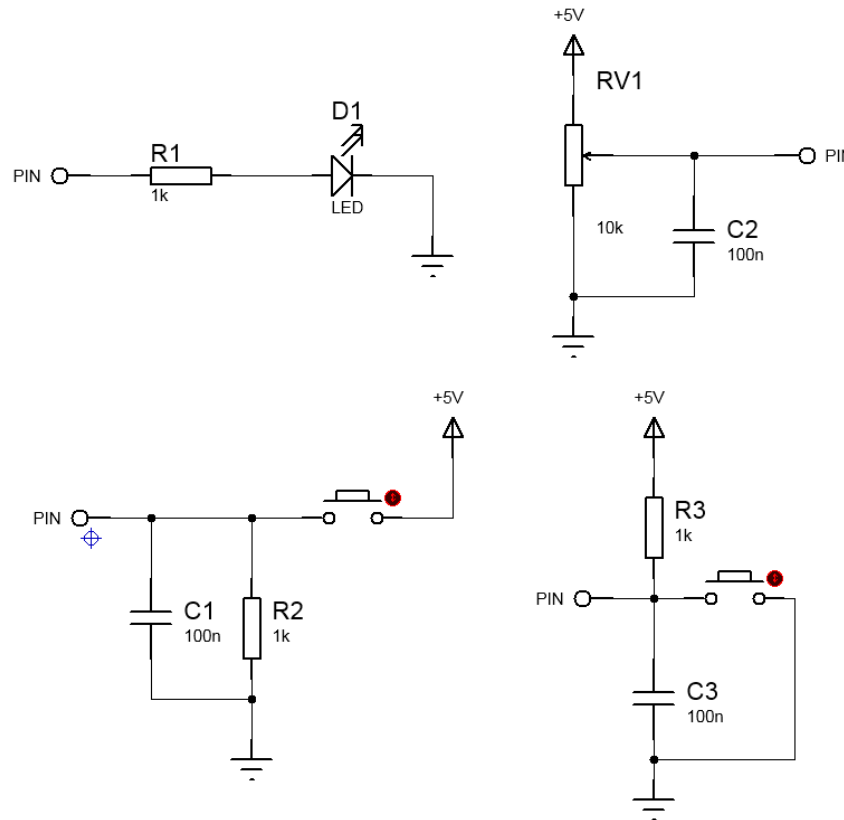 +5V
RV1
D1
R1
PIN
1k
LED
PIN
10k
C2
100n
+5V
+5V
PIN
R3
1k
C1
100n
R2
1k
PIN
C3
100n